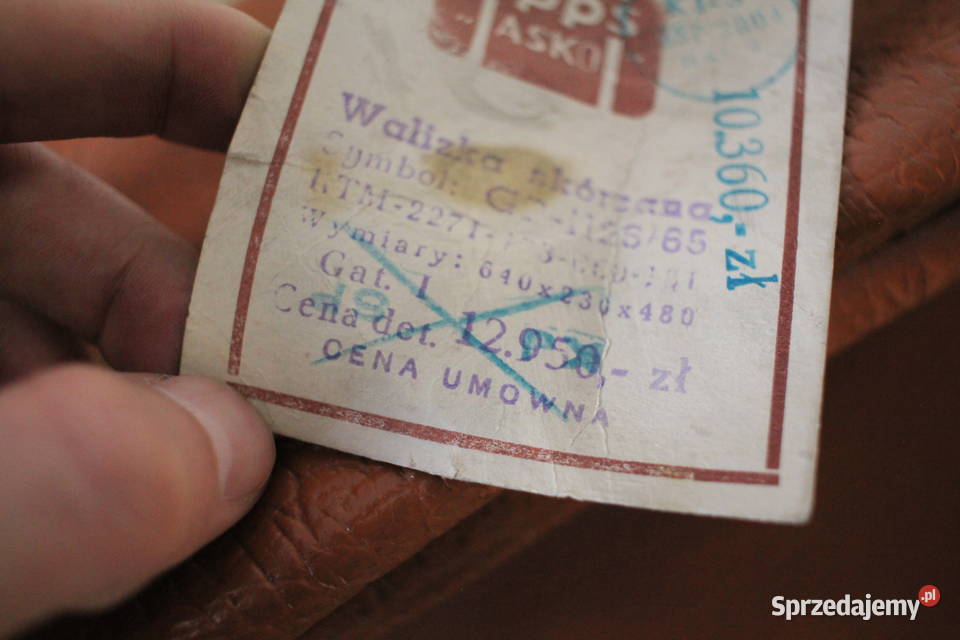 PPS
ASKO
Walizka skórzana
Symbol:
Wymiary: 640x230x480
Gat. I
Cena det. 12.950,- zł
CENA UMOWNA
10.360,- zł
Sprzedajemy.pl